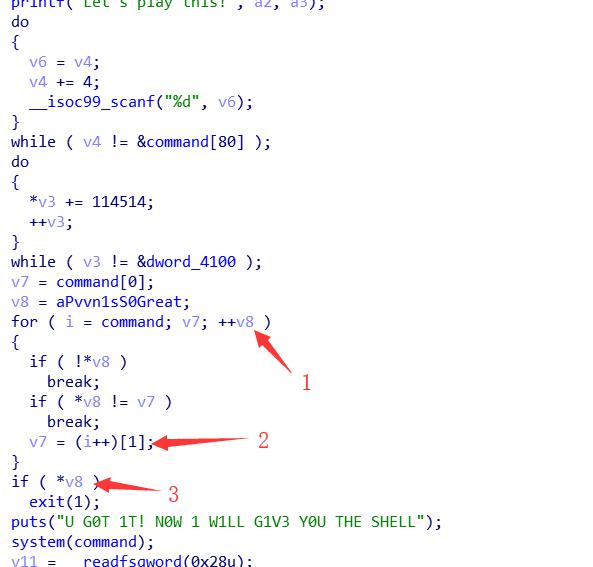 printf("Let's play this!", a2, a3);
do
{
v6 = v4;
v4 += 4;
__isoc99_scanf("%d", v6);
}
while ( v4 != &command[80] );
do
{
*v3 += 114514;
++v3;
}
while ( v3 != &dword_4100 );
v7 = command[0];
v8 = aPvvn1sS0Great;
for ( i = command; v7; ++v8 )
{
1
if ( !*v8 )
break;
if ( *v8 != v7 )
break;
v7 = (i++)[1];
2
}
if ( *v8 )
3
exit(1);
puts("U G0T 1T! N0W 1 W1LL G1V3 Y0U THE SHELL");
system(command);
v11 = __readfsqword(0x28u);